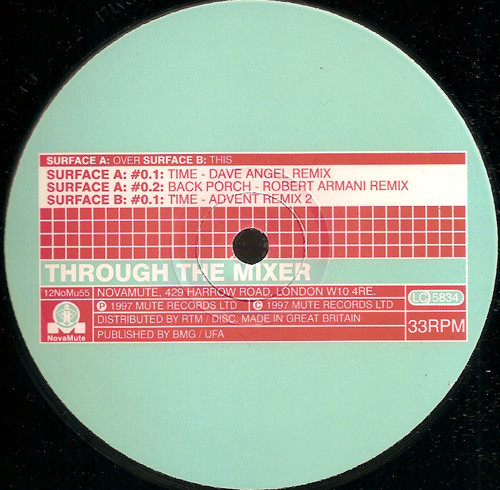 SURFACE A: OVER SURFACE B: THIS
SURFACE A: #0.1: TIME - DAVE ANGEL REMIX
SURFACE A: #0.2: BACK PORCH - ROBERT ARMANI REMIX
SURFACE B: #0.1: TIME - ADVENT REMIX 2
THROUGH THE MIXER
12NoMu55
NOVAMUTE, 429 HARROW ROAD, LONDON W10 4RE.
LC 5834
P 1997 MUTE RECORDS LTD C 1997 MUTE RECORDS LTD
DISTRIBUTED BY RTM / DISC, MADE IN GREAT BRITAIN
33RPM
NovaMute
PUBLISHED BY BMG / UFA